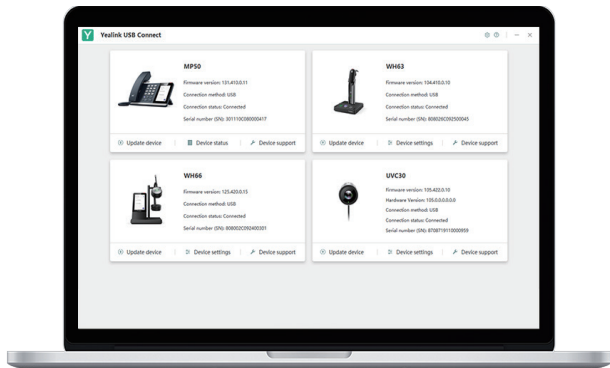 Yealink USB Connect
MP50
Firmware version: 131.410.0.11
Connection method: USB
Connection status: Connected
Serial number (SN): 301110C080000417
Update device
Device status
Device support
WH63
Firmware version: 104.410.0.10
Connection method: USB
Connection status: Connected
Serial number (SN): 808026C092500045
Update device
Device settings
Device support
WH66
Firmware version: 125.420.0.15
Connection method: USB
Connection status: Connected
Serial number (SN): 808002C092400301
Update device
Device settings
Device support
UVC30
Firmware version: 105.420.0.10
Hardware Version: 105.0.0.0.0.0.0
Connection method: USB
Connection status: Connected
Serial number (SN): 8708719110000959
Update device
Device settings
Device support